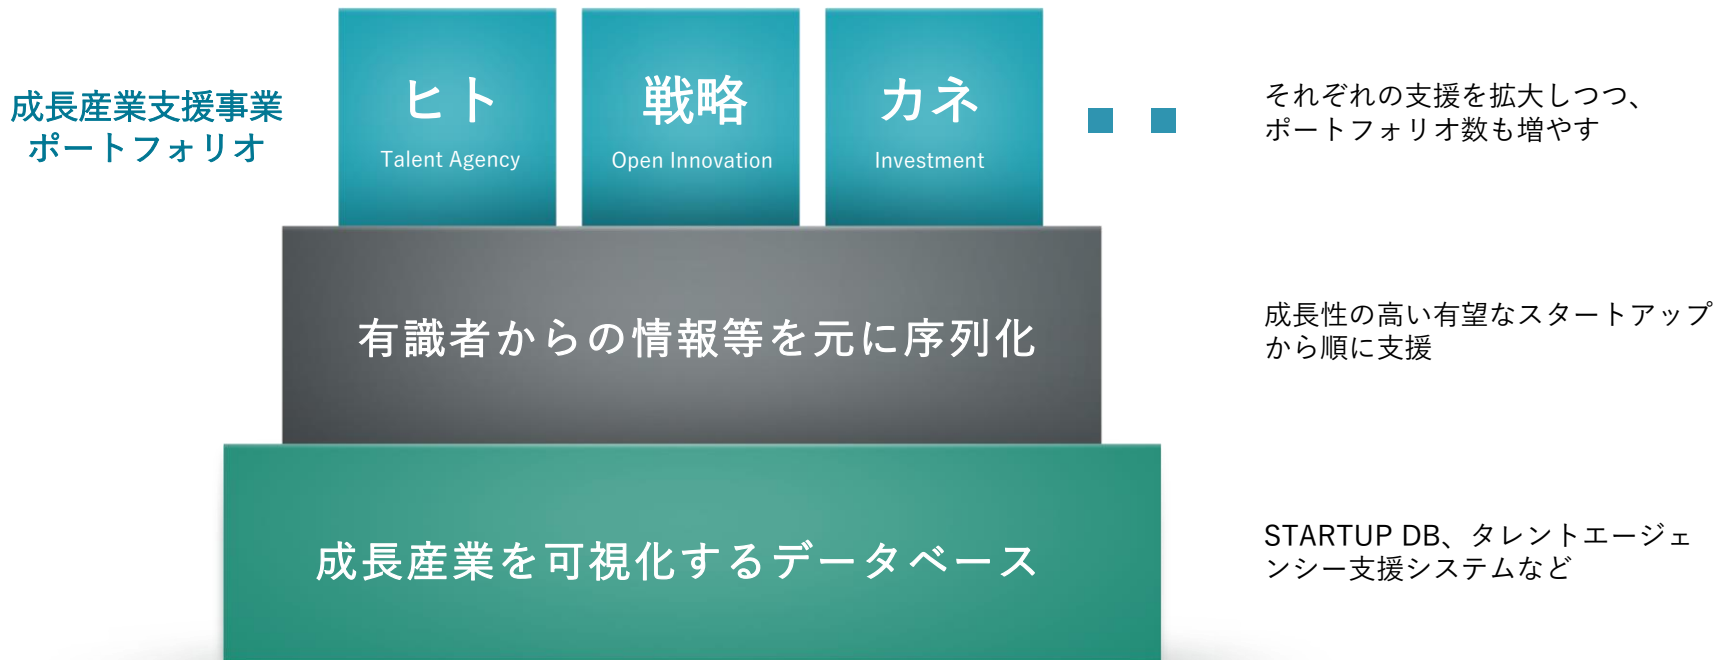 成長産業支援事業
ポートフォリオ
ヒト
Talent Agency
戦略
Open Innovation
カネ
Investment
それぞれの支援を拡大しつつ、
ポートフォリオ数も増やす
有識者からの情報等を元に序列化
成長性の高い有望なスタートアップ
から順に支援
成長産業を可視化するデータベース
STARTUP DB、タレントエージェ
ンシー支援システムなど